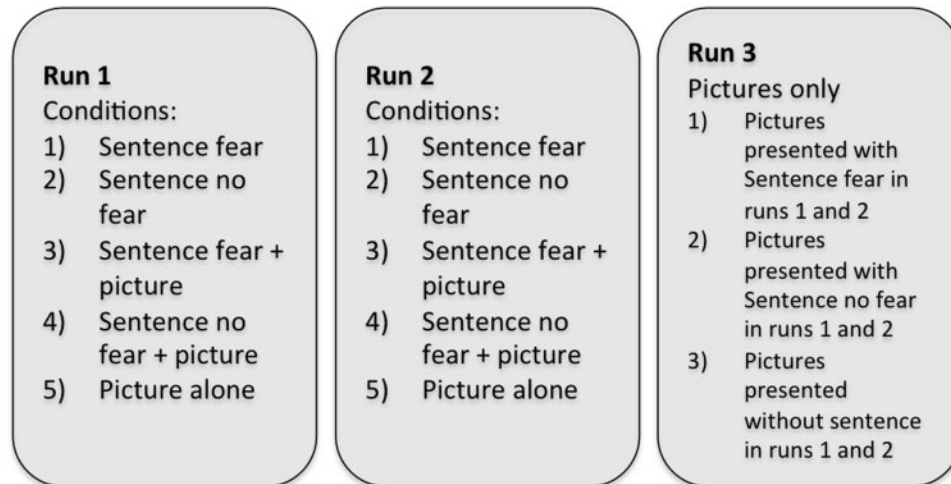 Run 1
Conditions:
1) Sentence fear
2) Sentence no
fear
3) Sentence fear +
picture
4) Sentence no
fear + picture
5) Picture alone
Run 2
Conditions:
1) Sentence fear
2) Sentence no
fear
3) Sentence fear +
picture
4) Sentence no
fear + picture
5) Picture alone
Run 3
Pictures only
1) Pictures
presented with
Sentence fear in
runs 1 and 2
2) Pictures
presented with
Sentence no fear
in runs 1 and 2
3) Pictures
presented
without sentence
in runs 1 and 2